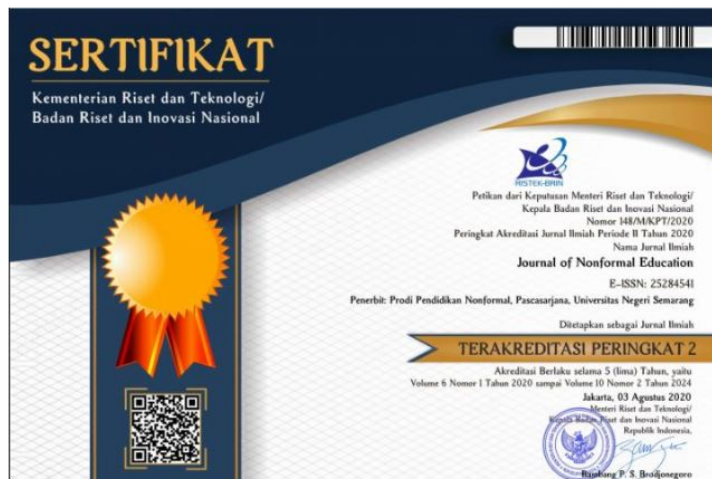 SERTIFIKAT
Kementerian Riset dan Teknologi/
Badan Riset dan Inovasi Nasional
RISTEK-BRIN
Petikan dari Keputusan Menteri Riset dan Teknologi/
Kepala Badan Riset dan Inovasi Nasional
Nomor 148/M/KPT/2020
Peringkat Akreditasi Jurnal Ilmiah Periode II Tahun 2020
Nama Jurnal Ilmiah
Journal of Nonformal Education
E-ISSN: 25284541
Penerbit: Prodi Pendidikan Nonformal, Pascasarjana, Universitas Negeri Semarang
Ditetapkan sebagai Jurnal Ilmiah
TERAKREDITASI PERINGKAT 2
Akreditasi Berlaku selama 5 (lima) Tahun, yaitu
Volume 6 Nomor 1 Tahun 2020 sampai Volume 10 Nomor 2 Tahun 2024
Jakarta, 03 Agustus 2020
Menteri Riset dan Teknologi/
Kepala Badan Riset dan Inovasi Nasional
Republik Indonesia,
Bambang P. S. Brodjonegoro